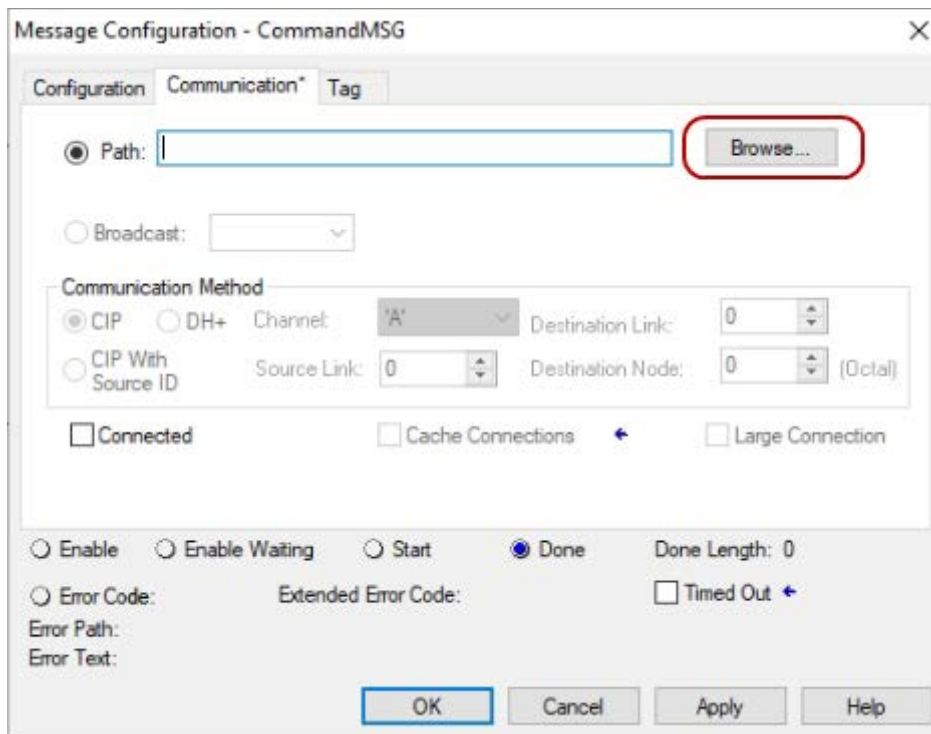 Message Configuration - CommandMSG
Configuration Communication* Tag
Path: Browse...
Broadcast:
Communication Method
CIP DH+ Channel: 'A' Destination Link: 0
CIP With Source ID Source Link: 0 Destination Node: 0 (Octal)
Connected Cache Connections Large Connection
Enable Enable Waiting Start Done Done Length: 0
Error Code: Extended Error Code: Timed Out
Error Path:
Error Text:
OK Cancel Apply Help